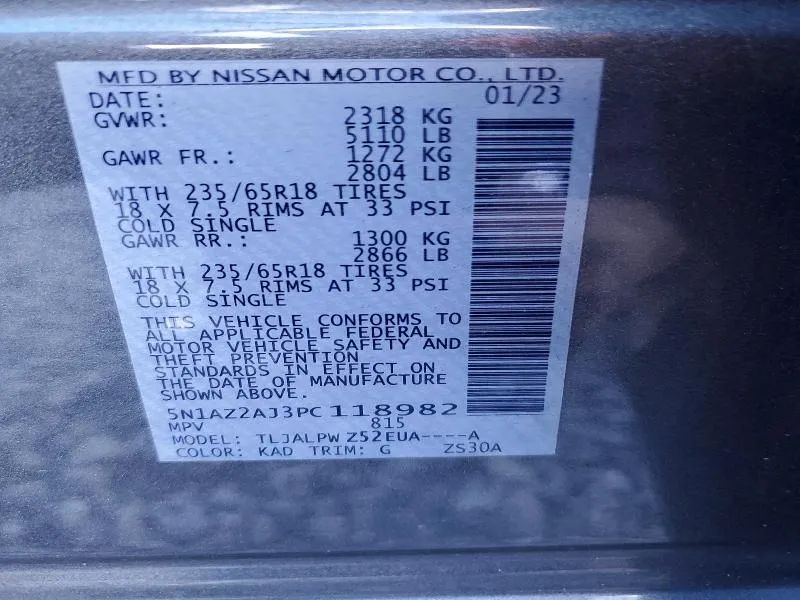 MFD BY NISSAN MOTOR CO., LTD.
DATE: 01/23
GVWR: 2318 KG
5110 LB
GAWR FR.: 1272 KG
2804 LB
WITH 235/65R18 TIRES
18 X 7.5 RIMS AT 33 PSI
COLD SINGLE
GAWR RR.: 1300 KG
2866 LB
WITH 235/65R18 TIRES
18 X 7.5 RIMS AT 33 PSI
COLD SINGLE
THIS VEHICLE CONFORMS TO
ALL APPLICABLE FEDERAL
MOTOR VEHICLE SAFETY AND
THEFT PREVENTION
STANDARDS IN EFFECT ON
THE DATE OF MANUFACTURE
SHOWN ABOVE.
5N1AZ2AJ3PC118982
MPV 815
MODEL: TLJALPW Z52EUA----A
COLOR: KAD TRIM: G ZS30A